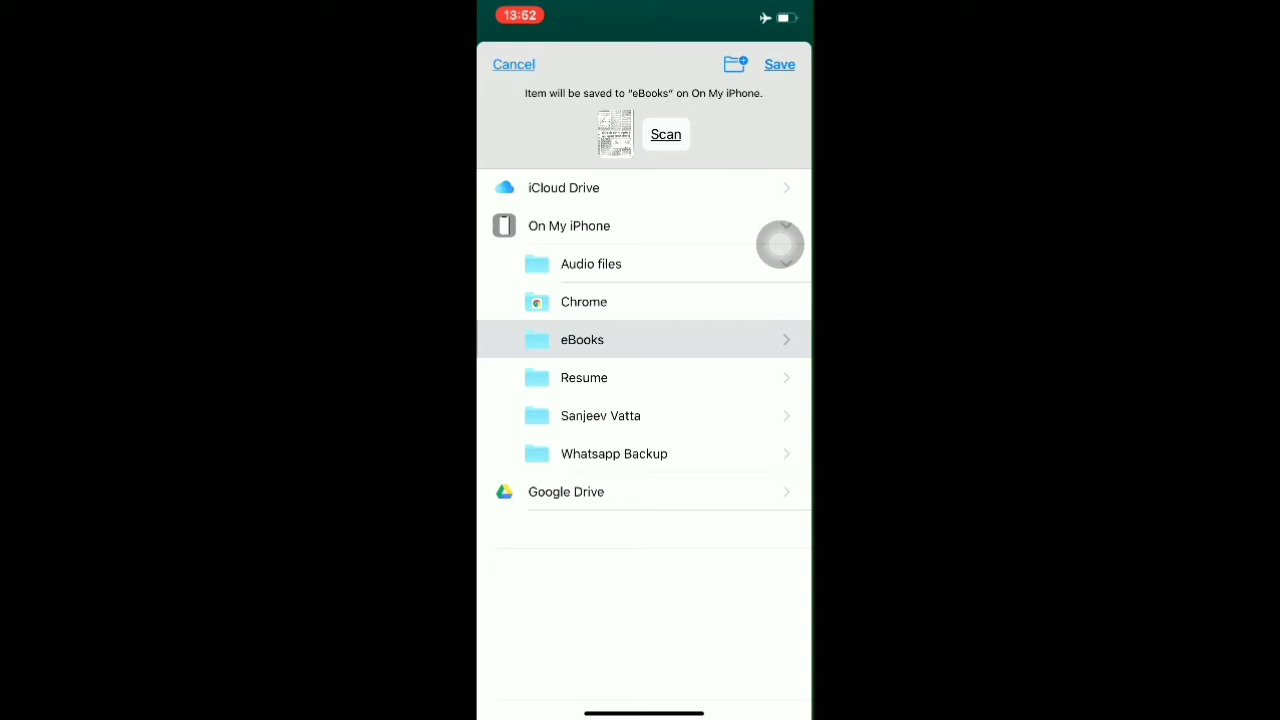 13:52
Cancel
Save
Item will be saved to "eBooks" on On My iPhone.
Scan
iCloud Drive
On My iPhone
Audio files
Chrome
eBooks
Resume
Sanjeev Vatta
Whatsapp Backup
Google Drive